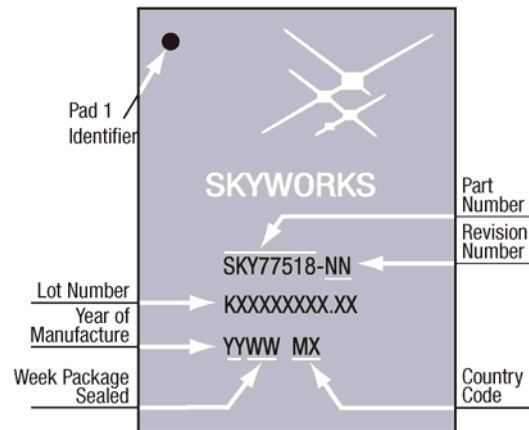 Pad 1
Identifier
SKYWORKS
Part
Number
Revision
Number
SKY77518-NN
Lot Number
KXXXXXXXX.XX
Year of
Manufacture
YYWW MX
Week Package
Sealed
Country
Code